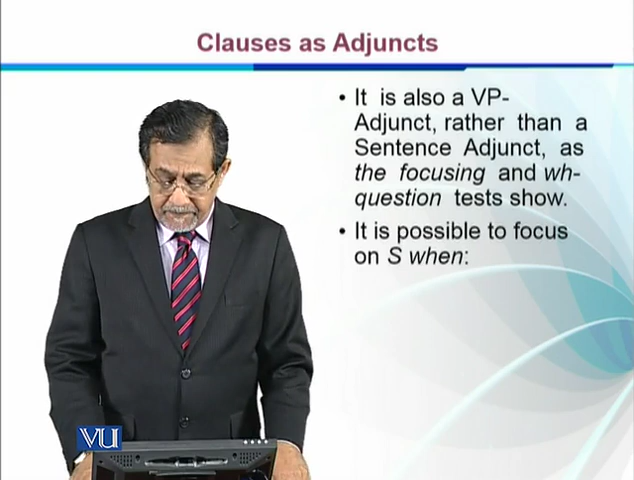 Clauses as Adjuncts
• It is also a VP-
Adjunct, rather than a
Sentence Adjunct, as
the focusing and wh-
question tests show.
• It is possible to focus
on S when:
VU